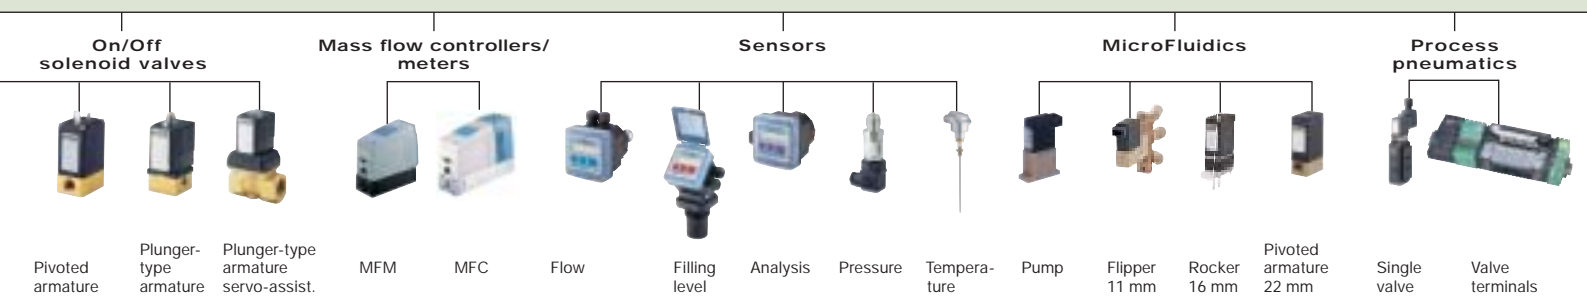 On/Off
solenoid valves
Mass flow controllers/
meters
Sensors
MicroFluidics
Process
pneumatics
Pivoted
armature
Plunger-
type
armature
Plunger-type
armature
servo-assist.
MFM
MFC
Flow
Filling
level
Analysis
Pressure
Tempera-
ture
Pump
Flipper
11 mm
Rocker
16 mm
Pivoted
armature
22 mm
Single
valve
Valve
terminals